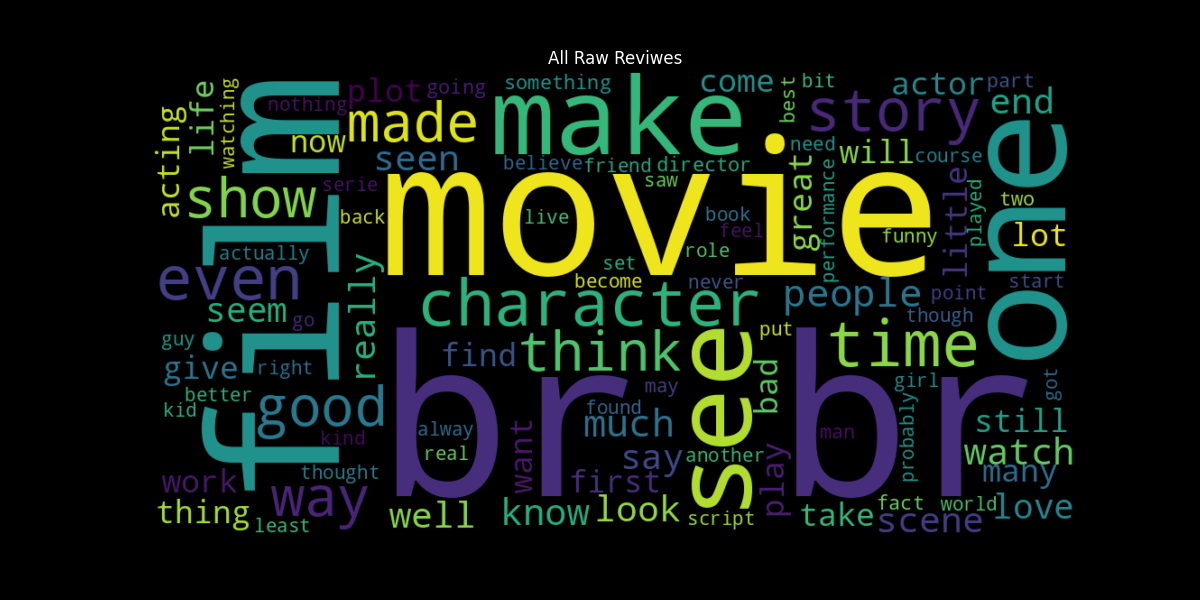 All Raw Reviwes
something
come
bit
actor
part
plot
going
best
life
watching
nothing
make
story
end
acting
film
now
made
need
will
course
one
seen
believe
friend
director
great
performance
little
played
show
serie
movie
saw
two
back
live
book
feel
role
funny
lot
actually
really
set
become
never
even
character
people
point
start
seem
go
though
guy
put
time
give
right
find
think
see
bad
better
good
may
girl
got
kid
found
br br
kind
alway
much
probably
still
real
want
man
watch
thought
say
another
play
many
work
first
way
thing
least
well
know
look
script
take
fact
world
scene
love